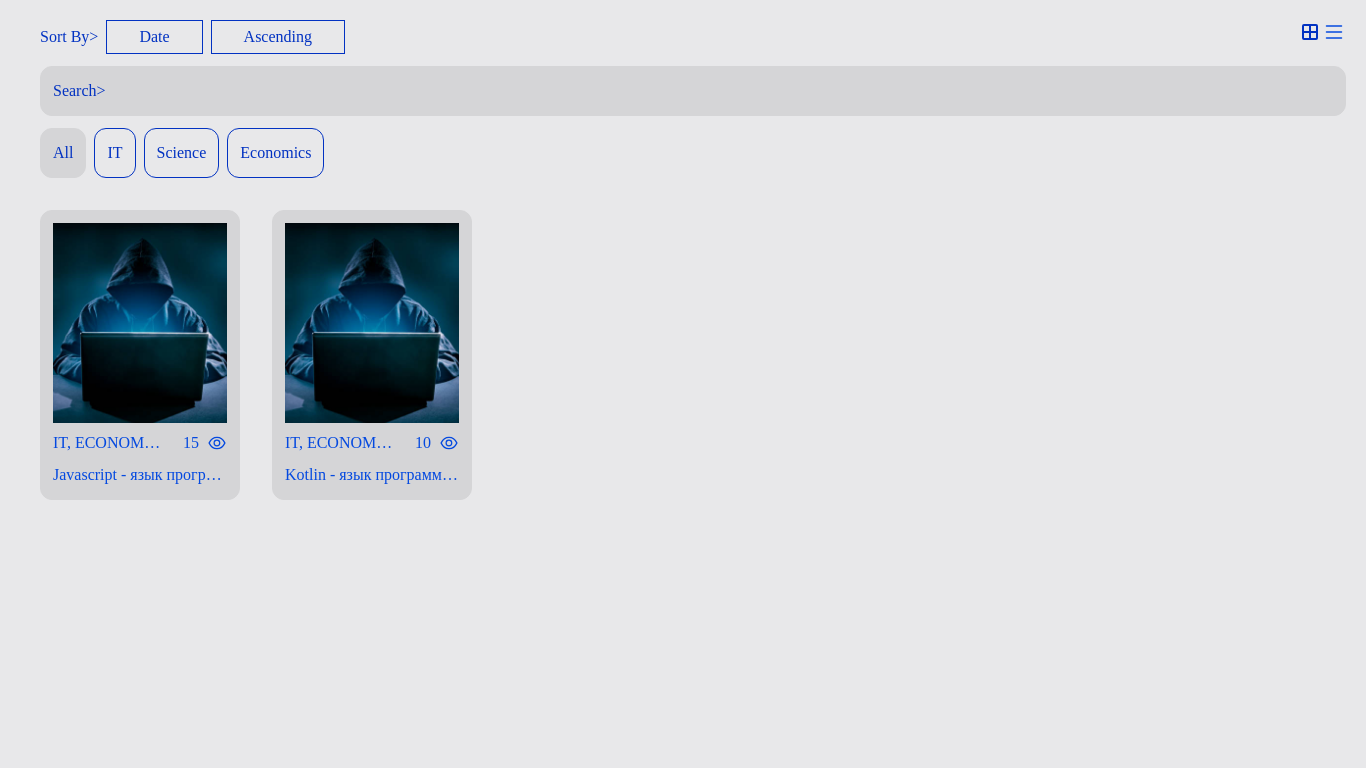 Sort By> Date Ascending
Search>
All IT Science Economics
IT, ECONOM… 15
Javascript - язык прогр…
IT, ECONOM… 10
Kotlin - язык программ…